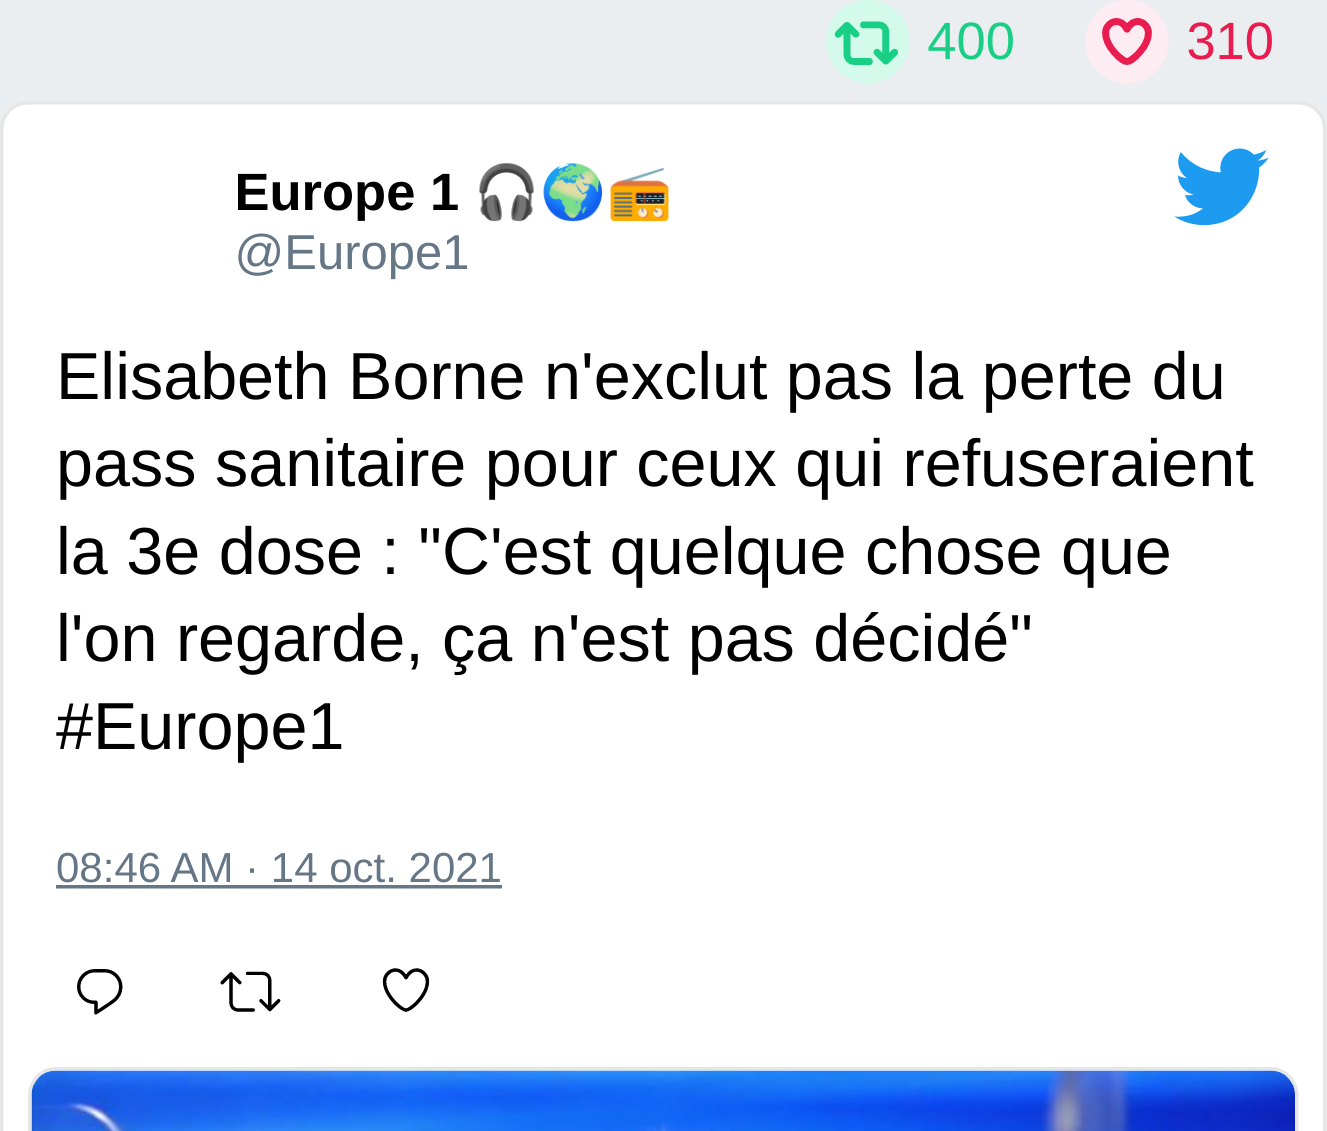 400 310
Europe 1 🎧🌍📻
@Europe1
Elisabeth Borne n'exclut pas la perte du
pass sanitaire pour ceux qui refuseraient
la 3e dose : "C'est quelque chose que
l'on regarde, ça n'est pas décidé"
#Europe1
08:46 AM · 14 oct. 2021